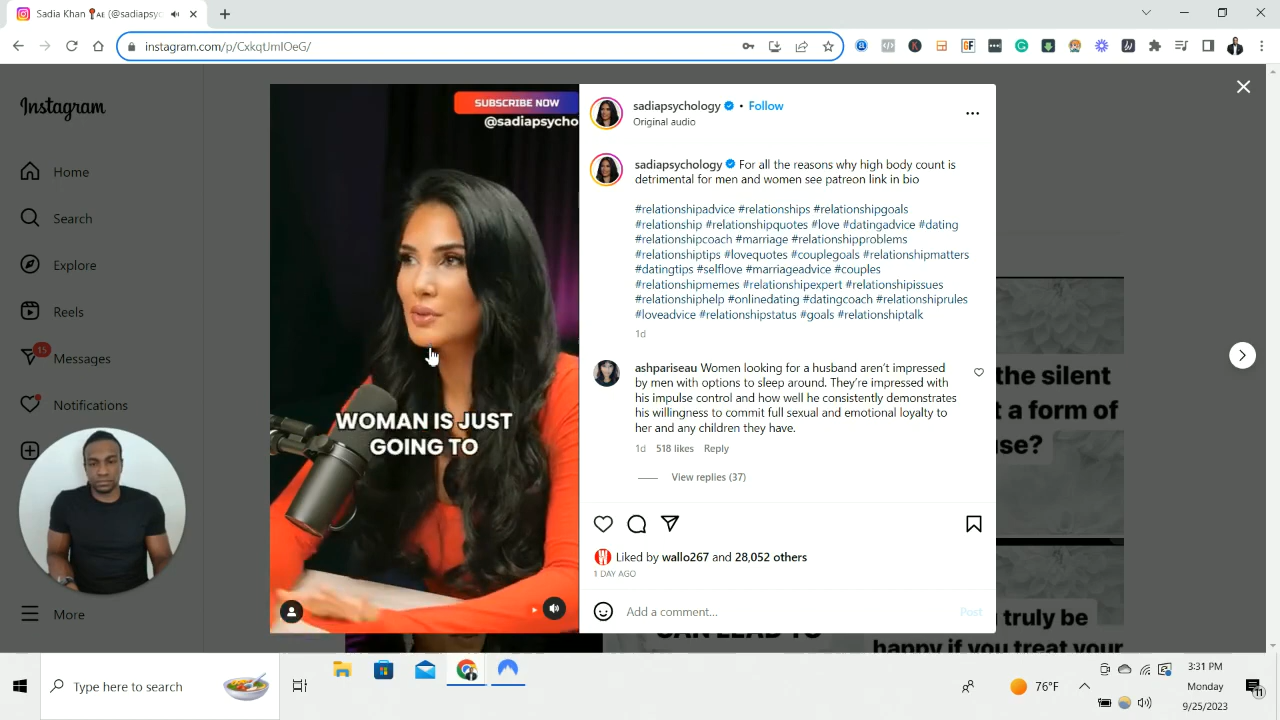 Sadia Khan AE (@sadiapsyc
instagram.com/p/CxkqUmIOeG/
Instagram
Home
Search
Explore
Reels
15
Messages
Notifications
More
SUBSCRIBE NOW
@sadiapsycho
WOMAN IS JUST
GOING TO
sadiapsychology • Follow
Original audio
sadiapsychology For all the reasons why high body count is
detrimental for men and women see patreon link in bio
#relationshipadvice #relationships #relationshipgoals
#relationship #relationshipquotes #love #datingadvice #dating
#relationshipcoach #marriage #relationshipproblems
#relationshiptips #lovequotes #couplegoals #relationshipmatters
#datingtips #selflove #marriageadvice #couples
#relationshipmemes #relationshipexpert #relationshipissues
#relationshiphelp #onlinedating #datingcoach #relationshiprules
#loveadvice #relationshipstatus #goals #relationshiptalk
1d
ashpariseau Women looking for a husband aren't impressed
by men with options to sleep around. They're impressed with
his impulse control and how well he consistently demonstrates
his willingness to commit full sexual and emotional loyalty to
her and any children they have.
1d 518 likes Reply
View replies (37)
Liked by wallo267 and 28,052 others
1 DAY AGO
Add a comment...
Post
the silent
t a form of
se?
CAN LEAD TO
truly be
happy if you treat your
Type here to search
76°F
3:31 PM
Monday
9/25/2023
11